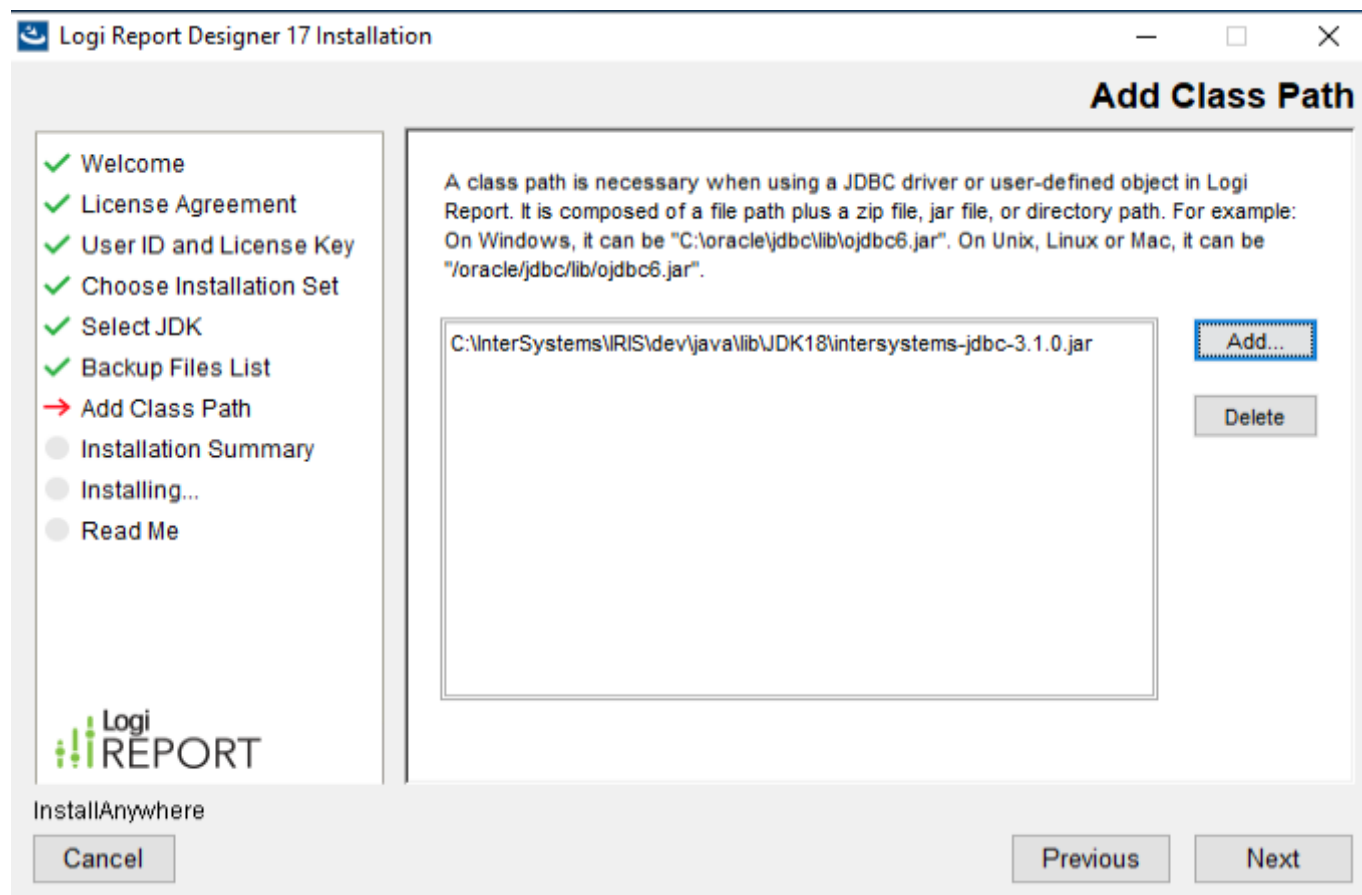 Logi Report Designer 17 Installation
Add Class Path
Welcome
License Agreement
User ID and License Key
Choose Installation Set
Select JDK
Backup Files List
Add Class Path
Installation Summary
Installing...
Read Me
Logi
REPORT
A class path is necessary when using a JDBC driver or user-defined object in Logi
Report. It is composed of a file path plus a zip file, jar file, or directory path. For example:
On Windows, it can be "C:\oracle\jdbc\lib\ojdbc6.jar". On Unix, Linux or Mac, it can be
"/oracle/jdbc/lib/ojdbc6.jar".
C:\InterSystems\IRIS\dev\java\lib\JDK18\intersystems-jdbc-3.1.0.jar
Add...
Delete
InstallAnywhere
Cancel
Previous
Next